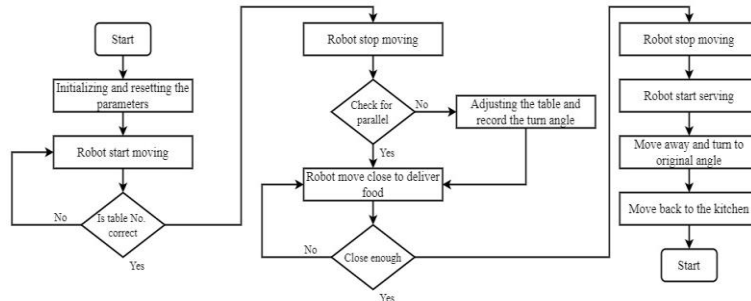 Start
Initializing and resetting the
parameters
Robot start moving
Is table No.
correct
No
Yes
Robot stop moving
Check for
parallel
No
Yes
Adjusting the table and
record the turn angle
Robot move close to deliver
food
Close enough
No
Yes
Robot stop moving
Robot start serving
Move away and turn to
original angle
Move back to the kitchen
Start